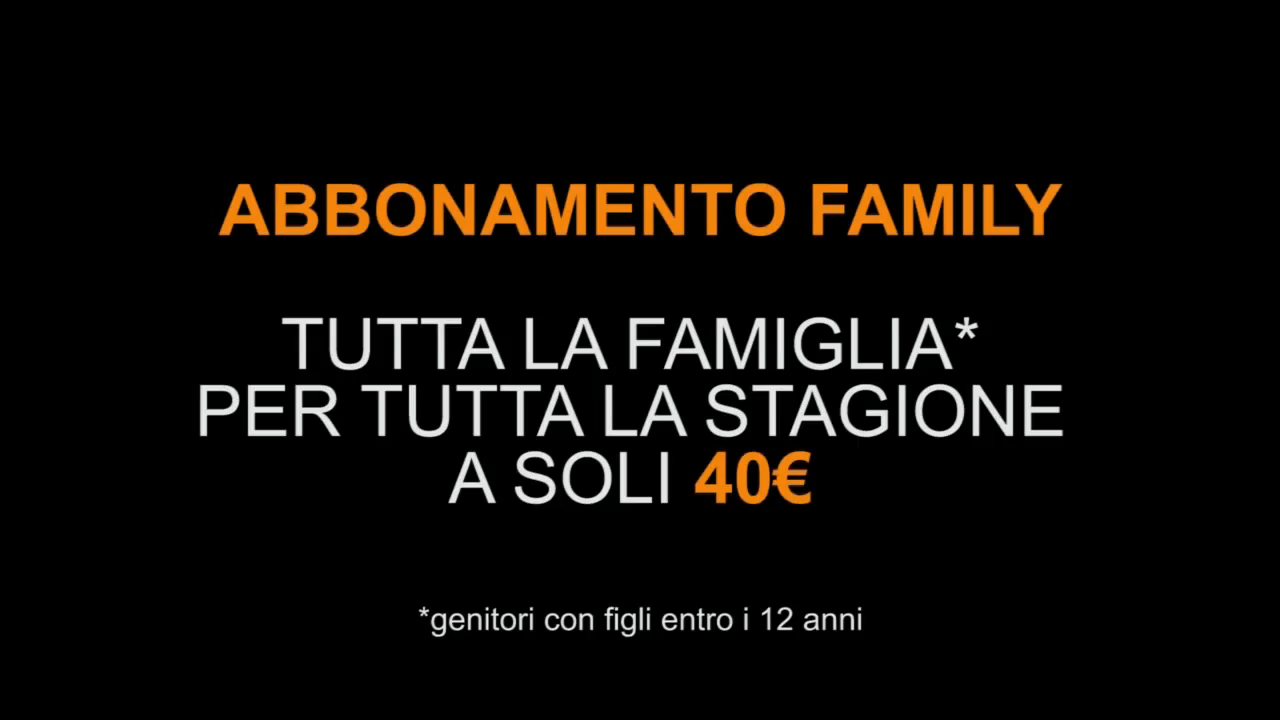 ABBONAMENTO FAMILY
TUTTA LA FAMIGLIA*
PER TUTTA LA STAGIONE
A SOLI 40€
*genitori con figli entro i 12 anni